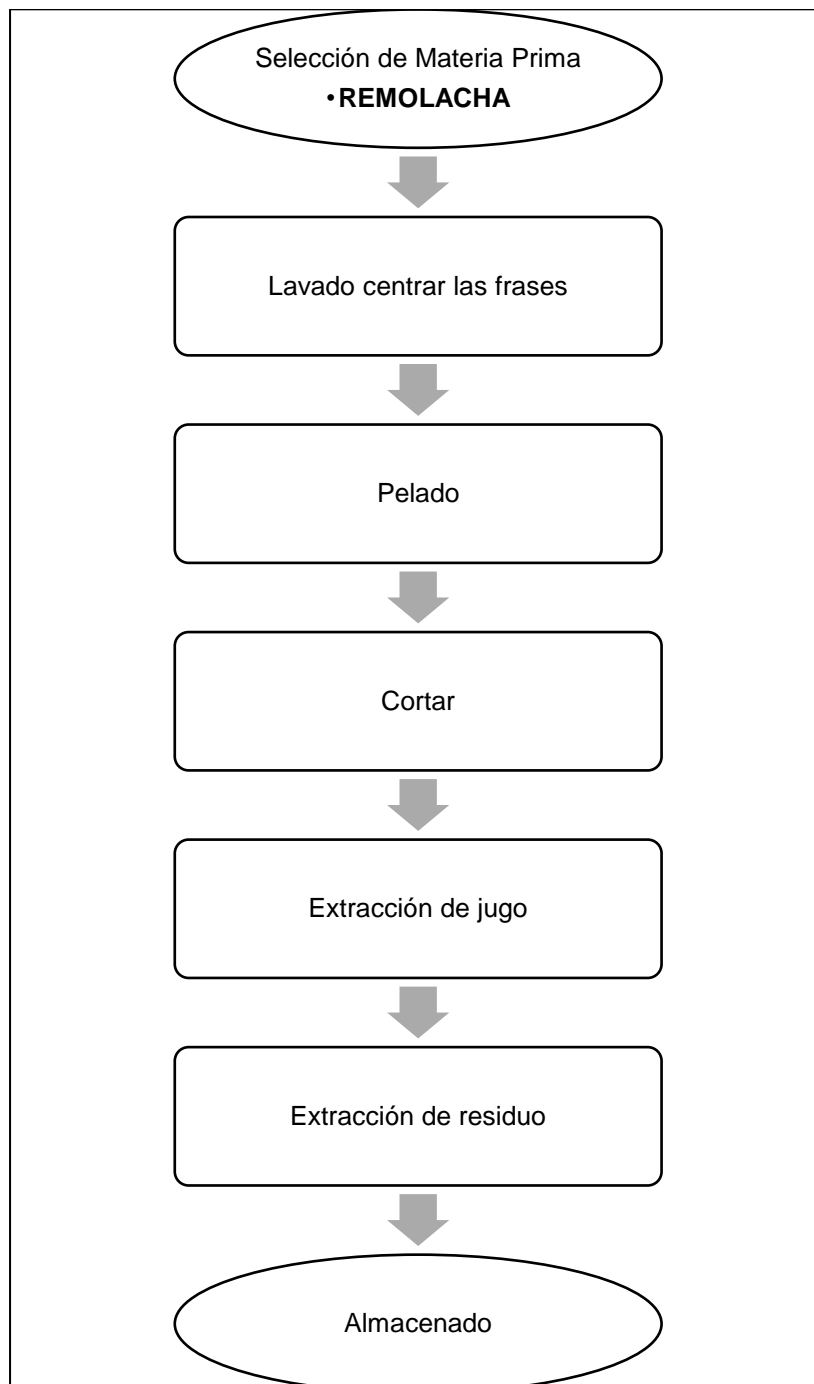 Selección de Materia Prima
•REMOLACHA
Lavado centrar las frases
Pelado
Cortar
Extracción de jugo
Extracción de residuo
Almacenado